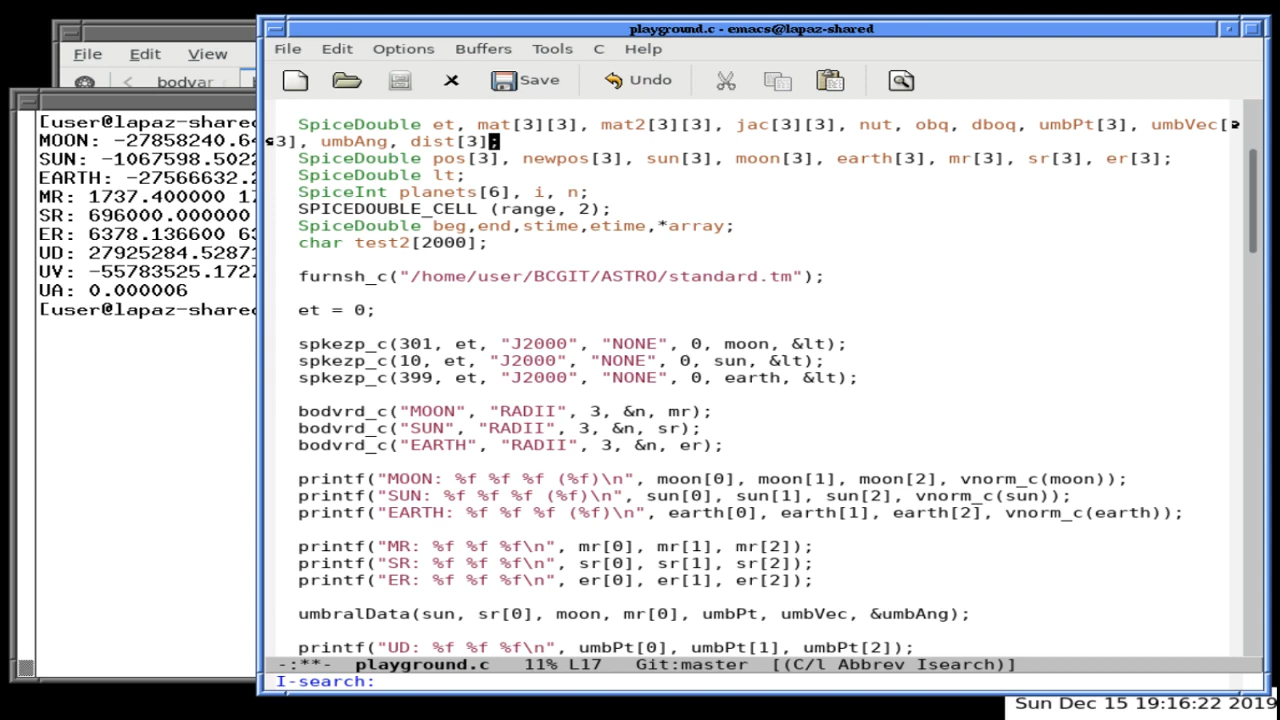 playground.c - emacs@lapaz-shared
File Edit View
bodvar
File Edit Options Buffers Tools C Help
Save Undo
[user@lapaz-shared
MOON: -27858240.64
SUN: -1067598.5022
EARTH: -27566632.2
MR: 1737.400000 17
SR: 696000.000000
ER: 6378.136600 63
UD: 27925284.52871
UV: -55783525.1727
UA: 0.000006
[user@lapaz-shared
SpiceDouble et, mat[3][3], mat2[3][3], jac[3][3], nut, obq, dboq, umbPt[3], umbVec[
3], umbAng, dist[3];
SpiceDouble pos[3], newpos[3], sun[3], moon[3], earth[3], mr[3], sr[3], er[3];
SpiceDouble lt;
SpiceInt planets[6], i, n;
SPICEDOUBLE_CELL (range, 2);
SpiceDouble beg,end,stime,etime,*array;
char test2[2000];
furnsh_c("/home/user/BCGIT/ASTRO/standard.tm");
et = 0;
spkezp_c(301, et, "J2000", "NONE", 0, moon, &lt);
spkezp_c(10, et, "J2000", "NONE", 0, sun, &lt);
spkezp_c(399, et, "J2000", "NONE", 0, earth, &lt);
bodvrd_c("MOON", "RADII", 3, &n, mr);
bodvrd_c("SUN", "RADII", 3, &n, sr);
bodvrd_c("EARTH", "RADII", 3, &n, er);
printf("MOON: %f %f %f (%f)\n", moon[0], moon[1], moon[2], vnorm_c(moon));
printf("SUN: %f %f %f (%f)\n", sun[0], sun[1], sun[2], vnorm_c(sun));
printf("EARTH: %f %f %f (%f)\n", earth[0], earth[1], earth[2], vnorm_c(earth));
printf("MR: %f %f %f\n", mr[0], mr[1], mr[2]);
printf("SR: %f %f %f\n", sr[0], sr[1], sr[2]);
printf("ER: %f %f %f\n", er[0], er[1], er[2]);
umbralData(sun, sr[0], moon, mr[0], umbPt, umbVec, &umbAng);
printf("UD: %f %f %f\n", umbPt[0], umbPt[1], umbPt[2]);
-:**- playground.c 11% L17 Git:master [(C/l Abbrev Isearch)]
I-search:
Sun Dec 15 19:16:22 2019